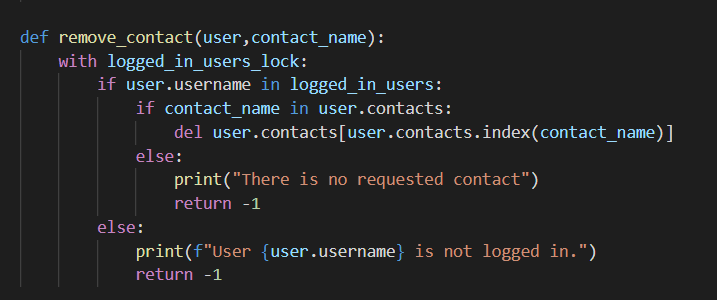 def remove_contact(user,contact_name):
    with logged_in_users_lock:
        if user.username in logged_in_users:
            if contact_name in user.contacts:
                del user.contacts[user.contacts.index(contact_name)]
            else:
                print("There is no requested contact")
                return -1
        else:
            print(f"User {user.username} is not logged in.")
            return -1